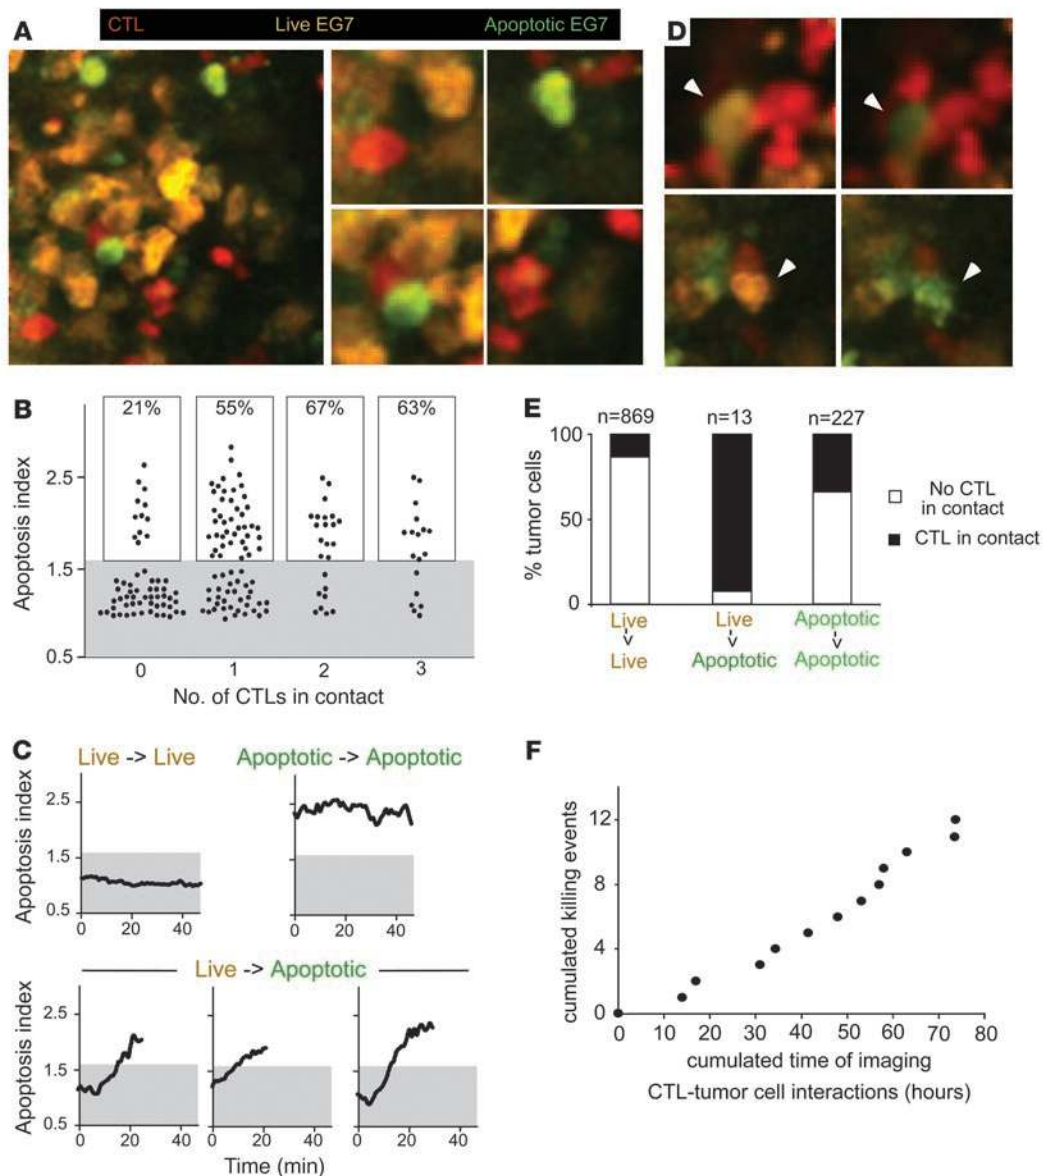 A
CTL Live EG7 Apoptotic EG7
D
B
21% 55% 67% 63%
Apoptosis index
2.5
1.5
0.5
0 1 2 3
No. of CTLs in contact
E
n=869 n=13 n=227
% tumor cells
100
50
0
No CTL
in contact
CTL in contact
Live Live Apoptotic
Live Apoptotic Apoptotic
C
Live -> Live Apoptotic -> Apoptotic
Apoptosis index
2.5
1.5
0.5
2.5
0 20 40 0 20 40
Live -> Apoptotic
Apoptosis index
2.5
1.5
0.5
0 20 40 0 20 40 0 20 40
Time (min)
F
cumulated killing events
12
8
4
0
0 10 20 30 40 50 60 70 80
cumulated time of imaging
CTL-tumor cell interactions (hours)